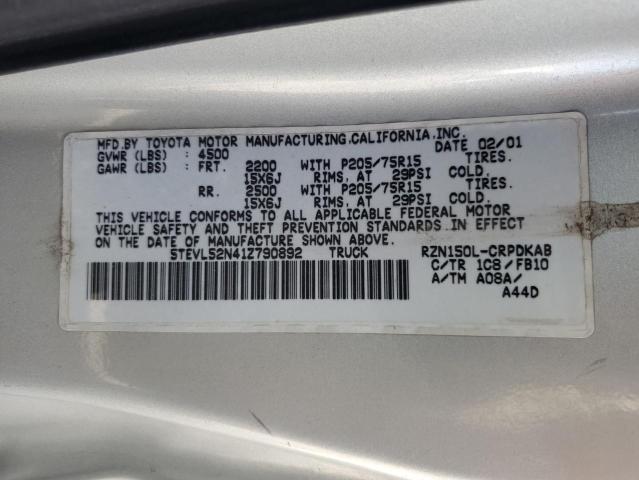 MFD.BY TOYOTA MOTOR MANUFACTURING.CALIFORNIA,INC.
GVWR (LBS): 4500 DATE 02/01
GAWR (LBS): FRT. 2200 WITH P205/75R15 TIRES.
15X6J RIMS, AT 29PSI COLD.
RR. 2500 WITH P205/75R15 TIRES.
15X6J RIMS, AT 29PSI COLD.
THIS VEHICLE CONFORMS TO ALL APPLICABLE FEDERAL MOTOR
VEHICLE SAFETY AND THEFT PREVENTION STANDARDS IN EFFECT
ON THE DATE OF MANUFACTURE SHOWN ABOVE.
5TEVL52N41Z790892 TRUCK RZN150L-CRPDKAB
C/TR 1C8/FB10
A/TM A08A/
A44D